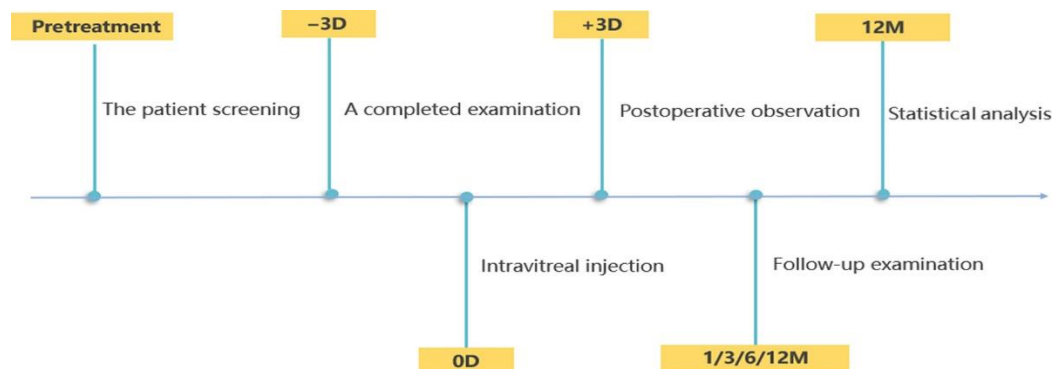 Pretreatment
−3D
+3D
12M
The patient screening
A completed examination
Postoperative observation
Statistical analysis
Intravitreal injection
Follow-up examination
0D
1/3/6/12M